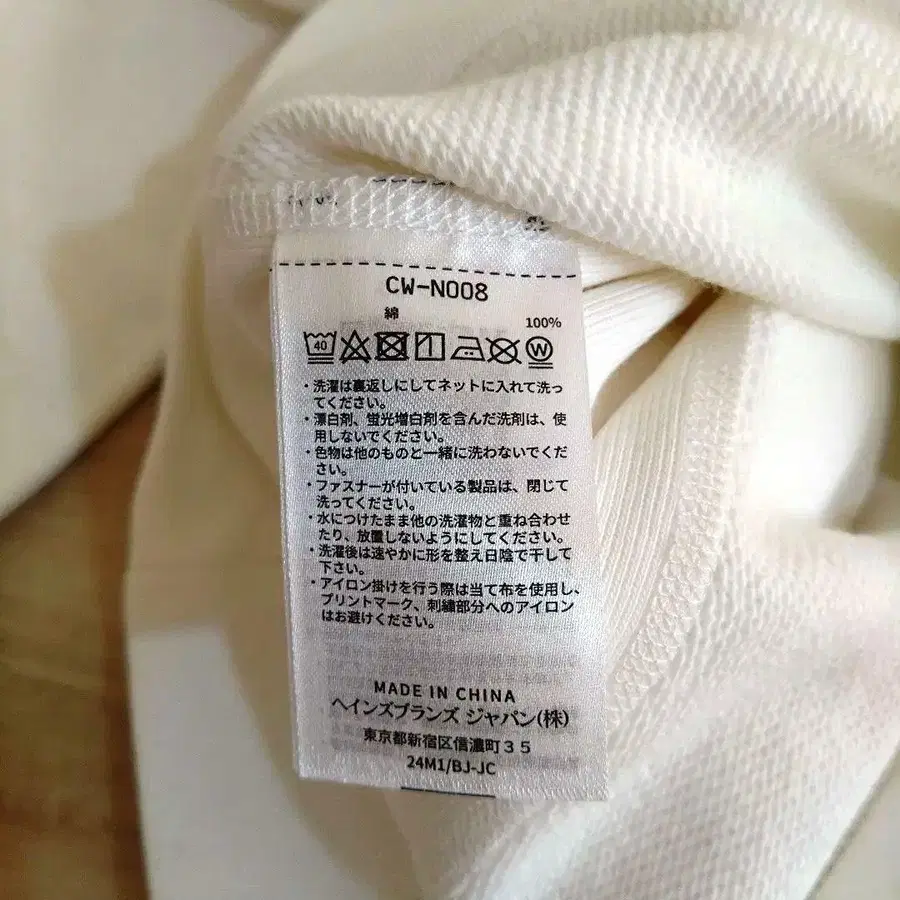 CW-N008
綿
100%
40
W
・洗濯は裏返しにしてネットに入れて洗っ
てください。
・漂白剤、蛍光増白剤を含んだ洗剤は、使
用しないでください。
・色物は他のものと一緒に洗わないでくだ
さい。
・ファスナーが付いている製品は、閉じて
洗ってください。
・水につけたまま他の洗濯物と重ね合わせ
たり、放置しないようにしてください。
・洗濯後は速やかに形を整え日陰で干して
下さい。
・アイロン掛けを行う際は当て布を使用し、
プリントマーク、刺繍部分へのアイロン
はお避けください。
MADE IN CHINA
ヘインズブランズ ジャパン(株)
東京都新宿区信濃町35
24M1/BJ-JC